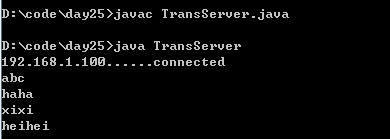 D:\code\day25>javac TransServer.java
D:\code\day25>java TransServer
192.168.1.100......connected
abc
haha
xixi
heihei